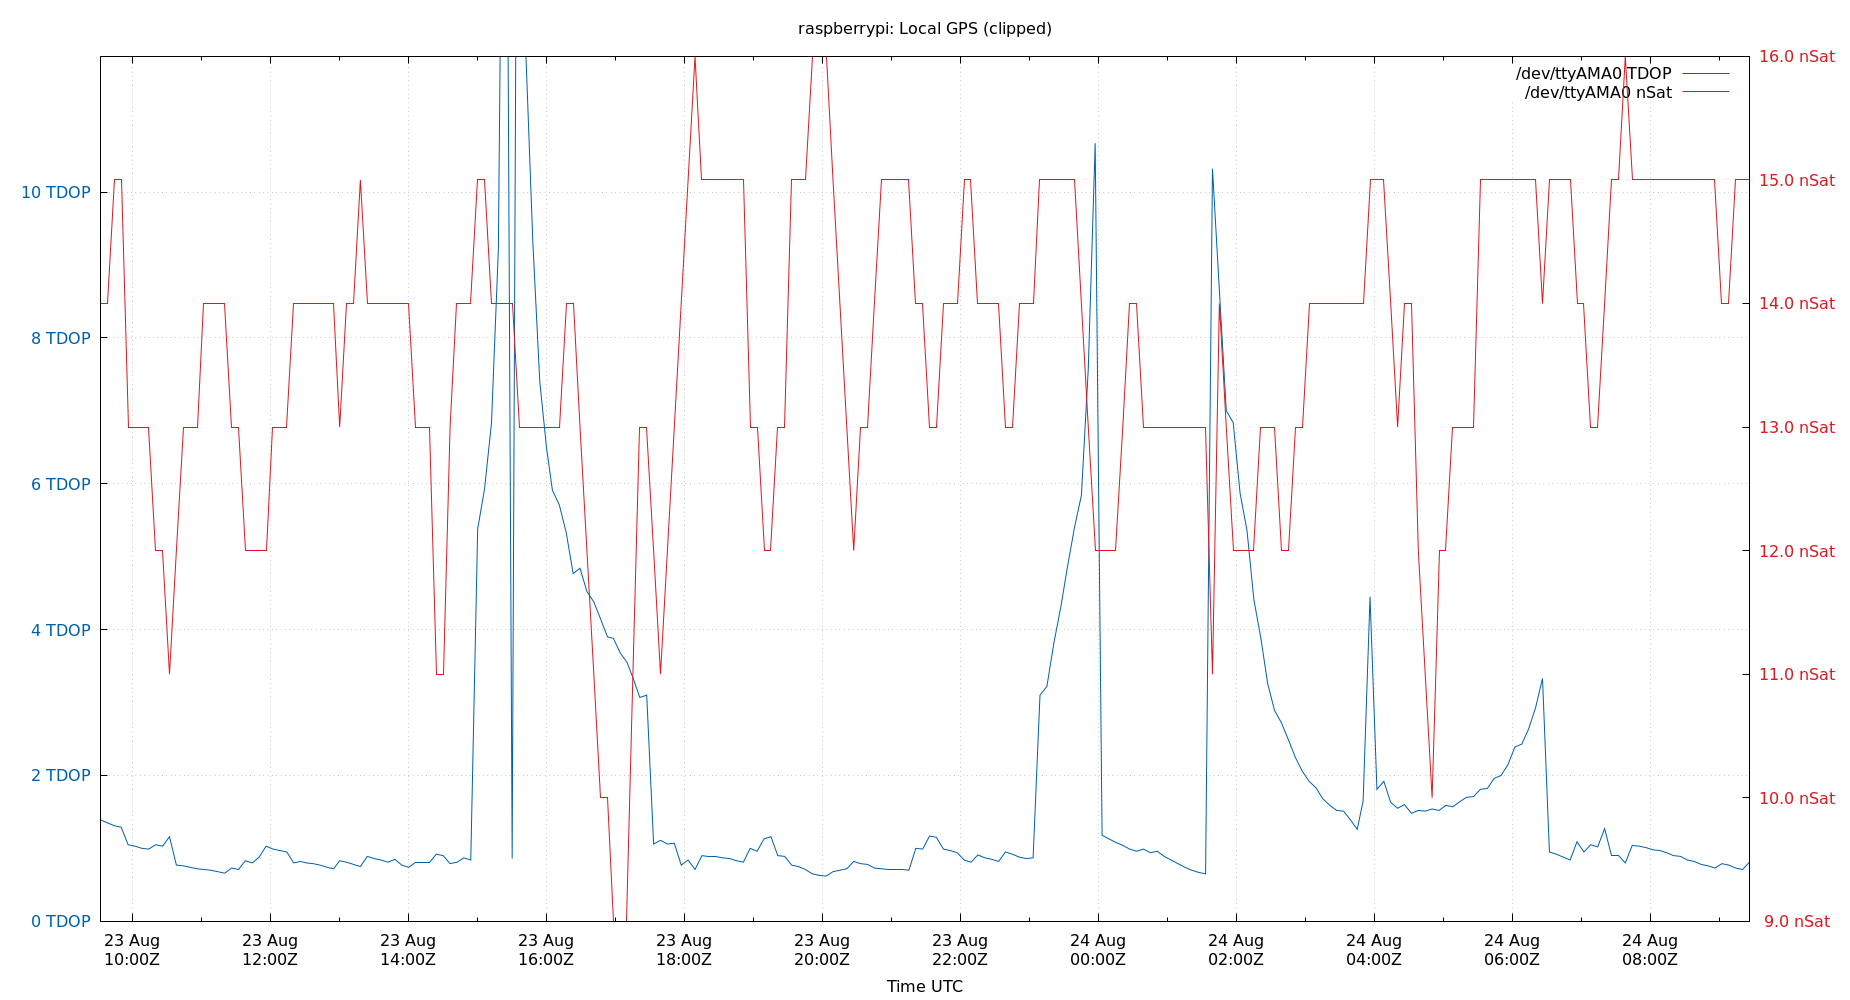 raspberrypi: Local GPS (clipped)
16.0 nSat
/dev/ttyAMA0 TDOP
/dev/ttyAMA0 nSat
10 TDOP
15.0 nSat
14.0 nSat
8 TDOP
13.0 nSat
6 TDOP
12.0 nSat
4 TDOP
11.0 nSat
2 TDOP
10.0 nSat
0 TDOP
9.0 nSat
23 Aug 23 Aug 23 Aug 23 Aug 23 Aug 23 Aug 23 Aug 24 Aug 24 Aug 24 Aug 24 Aug 24 Aug
10:00Z 12:00Z 14:00Z 16:00Z 18:00Z 20:00Z 22:00Z 00:00Z 02:00Z 04:00Z 06:00Z 08:00Z
Time UTC